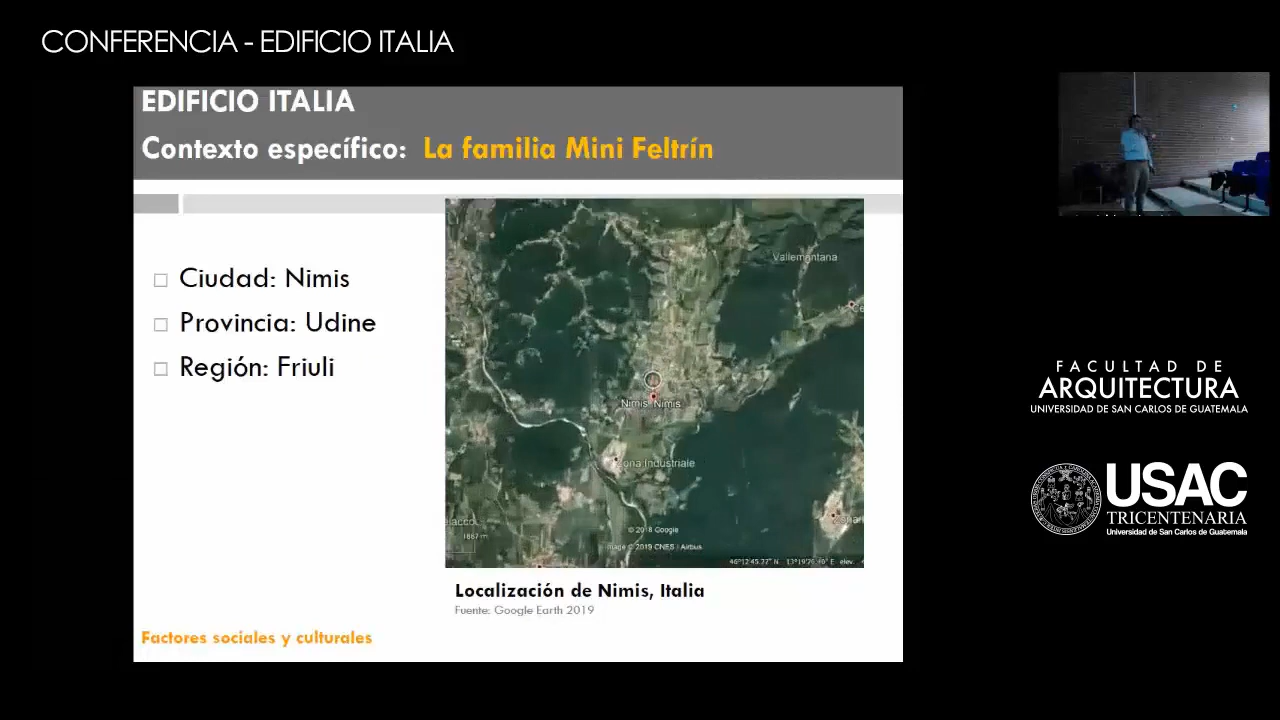 CONFERENCIA - EDIFICIO ITALIA
EDIFICIO ITALIA
Contexto específico: La familia Mini Feltrín
Ciudad: Nimis
Provincia: Udine
Región: Friuli
Vallemontana
Nimis Nimis
Zona Industriale
1667 m
© 2018 Google
Image © 2019 CNES / Airbus
Localización de Nimis, Italia
Fuente: Google Earth 2019
Factores sociales y culturales
FACULTAD DE
ARQUITECTURA
UNIVERSIDAD DE SAN CARLOS DE GUATEMALA
USAC
TRICENTENARIA
Universidad de San Carlos de Guatemala